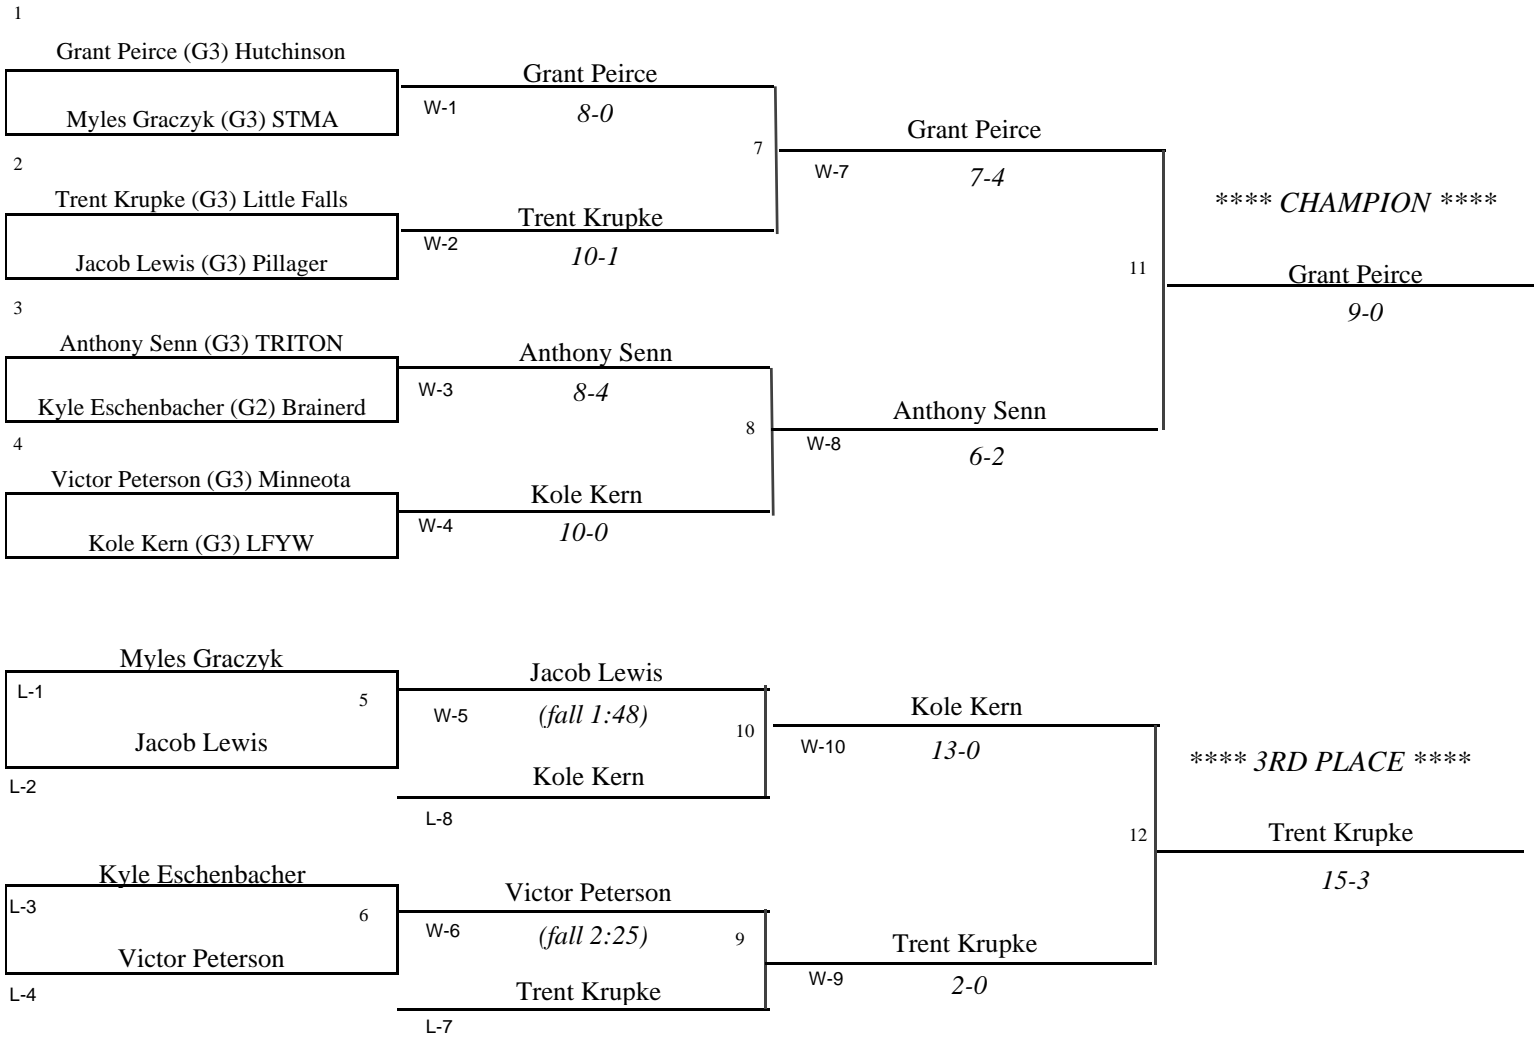 1
Grant Peirce (G3) Hutchinson
Myles Graczyk (G3) STMA
Grant Peirce
W-1
8-0
2
Trent Krupke (G3) Little Falls
Jacob Lewis (G3) Pillager
Trent Krupke
W-2
10-1
7
Grant Peirce
W-7
7-4
3
Anthony Senn (G3) TRITON
Kyle Eschenbacher (G2) Brainerd
Anthony Senn
W-3
8-4
4
Victor Peterson (G3) Minneota
Kole Kern (G3) LFYW
Kole Kern
W-4
10-0
8
Anthony Senn
W-8
6-2
11
**** CHAMPION ****
Grant Peirce
9-0
Myles Graczyk
L-1
5
Jacob Lewis
L-2
Jacob Lewis
W-5
(fall 1:48)
Kole Kern
L-8
10
Kole Kern
W-10
13-0
Kyle Eschenbacher
L-3
6
Victor Peterson
L-4
Victor Peterson
W-6
(fall 2:25)
Trent Krupke
L-7
9
Trent Krupke
W-9
2-0
12
**** 3RD PLACE ****
Trent Krupke
15-3